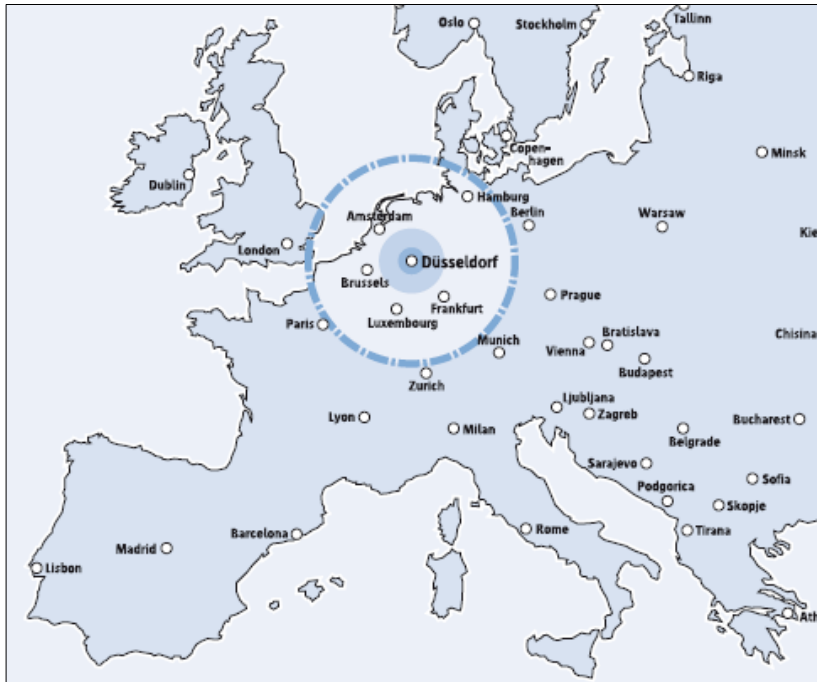 Oslo
Stockholm
Tallinn
Riga
Copen-
hagen
Minsk
Dublin
Hamburg
Amsterdam
Berlin
Warsaw
Kie
London
Düsseldorf
Brussels
Frankfurt
Prague
Luxembourg
Paris
Bratislava
Chisina
Munich
Vienna
Budapest
Zurich
Ljubljana
Lyon
Zagreb
Bucharest
Milan
Belgrade
Sarajevo
Sofia
Podgorica
Skopje
Barcelona
Rome
Tirana
Madrid
Lisbon
Ath